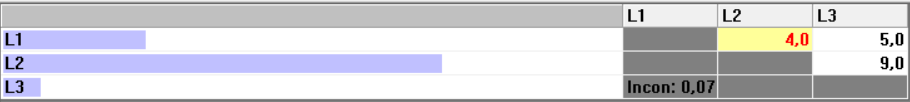 L1 L2 L3
L1 4,0 5,0
L2 9,0
L3 Incon: 0,07